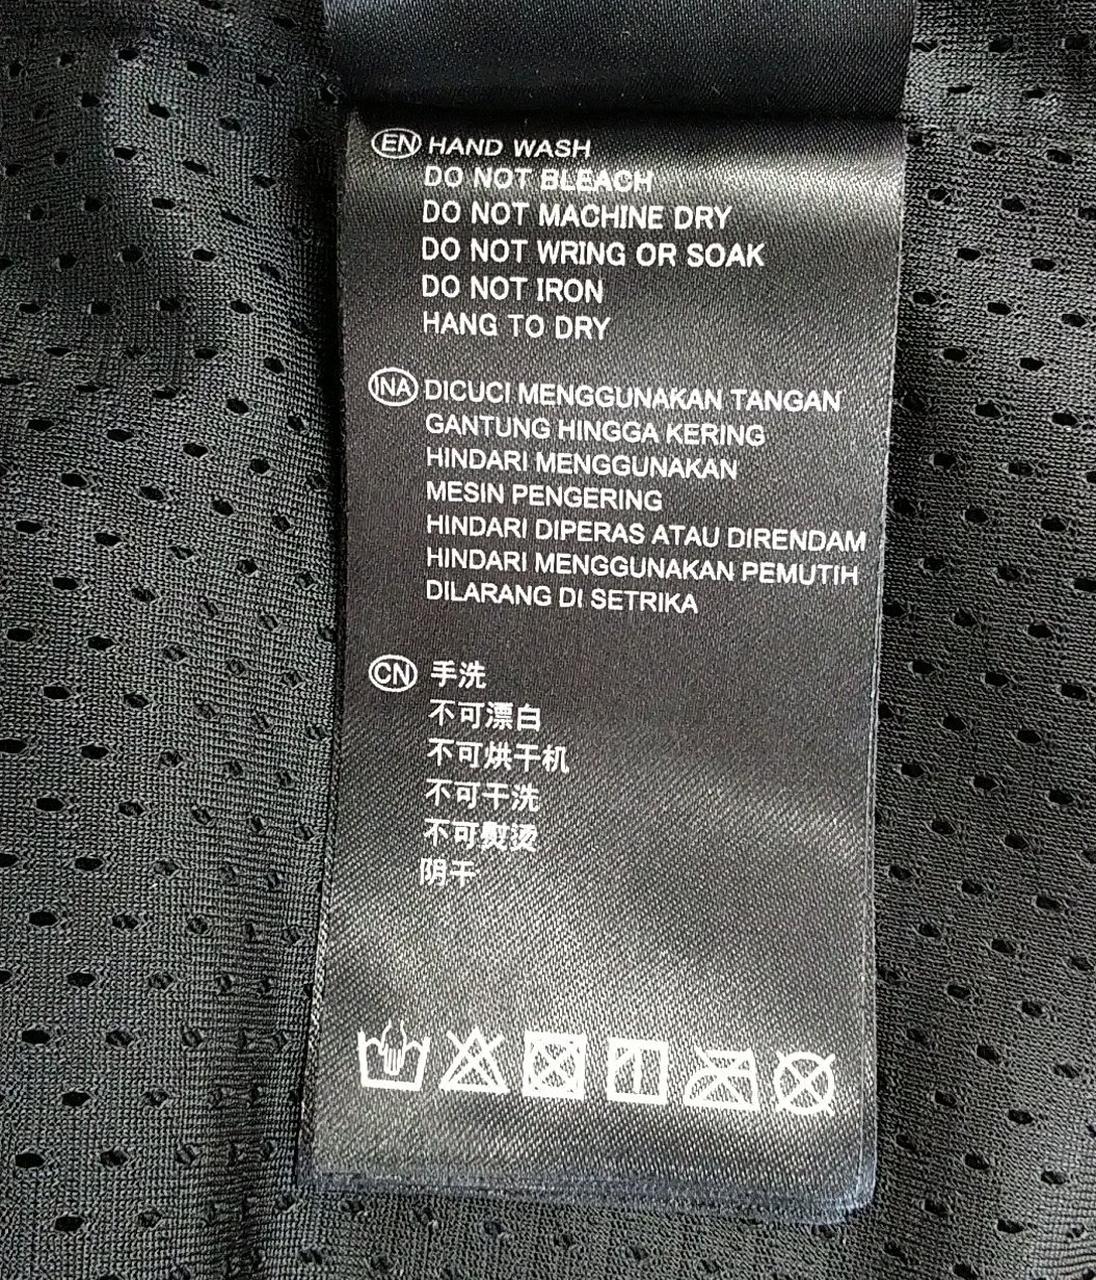 EN HAND WASH
DO NOT BLEACH
DO NOT MACHINE DRY
DO NOT WRING OR SOAK
DO NOT IRON
HANG TO DRY
INA DICUCI MENGGUNAKAN TANGAN
GANTUNG HINGGA KERING
HINDARI MENGGUNAKAN
MESIN PENGERING
HINDARI DIPERAS ATAU DIRENDAM
HINDARI MENGGUNAKAN PEMUTIH
DILARANG DI SETRIKA
CN 手洗
不可漂白
不可烘干机
不可干洗
不可熨烫
阴干